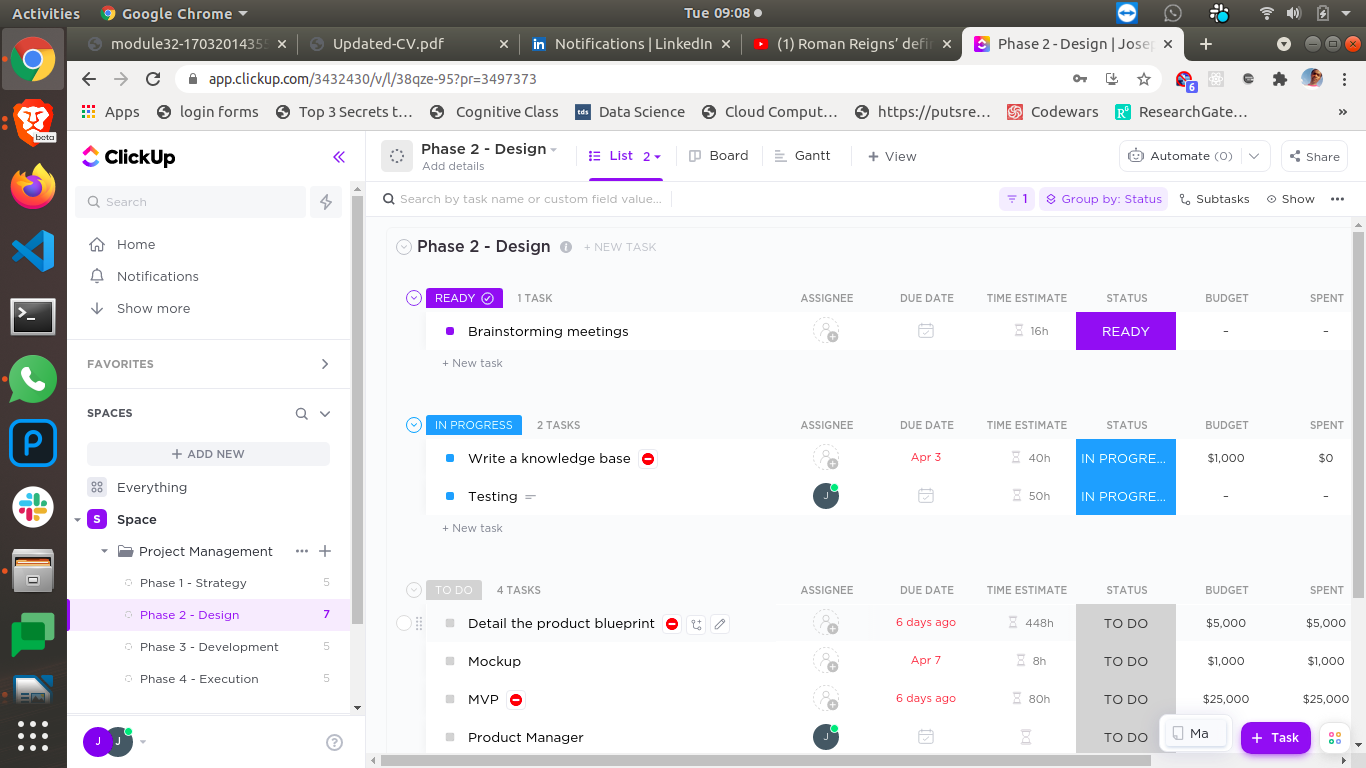 Activities
Google Chrome
Tue 09:08
module32-1703201435
Updated-CV.pdf
Notifications | LinkedIn
(1) Roman Reigns' defi
Phase 2 - Design | Josep
app.clickup.com/3432430/v/l/38qze-95?pr=3497373
6
Apps
login forms
Top 3 Secrets t…
Cognitive Class
tds
Data Science
Cloud Comput…
https://putsre…
Codewars
ResearchGate…
»
beta
ClickUp
Search
Home
Notifications
Show more
FAVORITES
SPACES
+ ADD NEW
Everything
S
Space
Project Management
Phase 1 - Strategy 5
Phase 2 - Design 7
Phase 3 - Development 5
Phase 4 - Execution 5
J
J
Phase 2 - Design
Add details
List 2
Board
Gantt
+ View
Automate (0)
Share
Search by task name or custom field value...
1
Group by: Status
Subtasks
Show
Phase 2 - Design
+ NEW TASK
READY 1 TASK ASSIGNEE DUE DATE TIME ESTIMATE STATUS BUDGET SPENT
Brainstorming meetings 16h READY – –
+ New task
IN PROGRESS 2 TASKS ASSIGNEE DUE DATE TIME ESTIMATE STATUS BUDGET SPENT
Write a knowledge base Apr 3 40h IN PROGRE... $1,000 $0
Testing J 50h IN PROGRE... – –
+ New task
TO DO 4 TASKS ASSIGNEE DUE DATE TIME ESTIMATE STATUS BUDGET SPENT
Detail the product blueprint 6 days ago 448h TO DO $5,000 $5,000
Mockup Apr 7 8h TO DO $1,000 $1,000
MVP 6 days ago 80h TO DO $25,000 $25,000
Product Manager J TO DO
Ma
+ Task